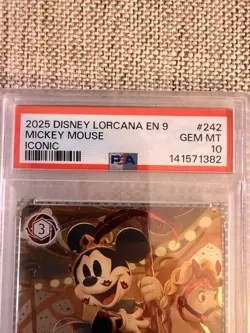 2025 DISNEY LORCANA EN 9 #242
MICKEY MOUSE GEM MT
ICONIC 10
PSA 141571382
3